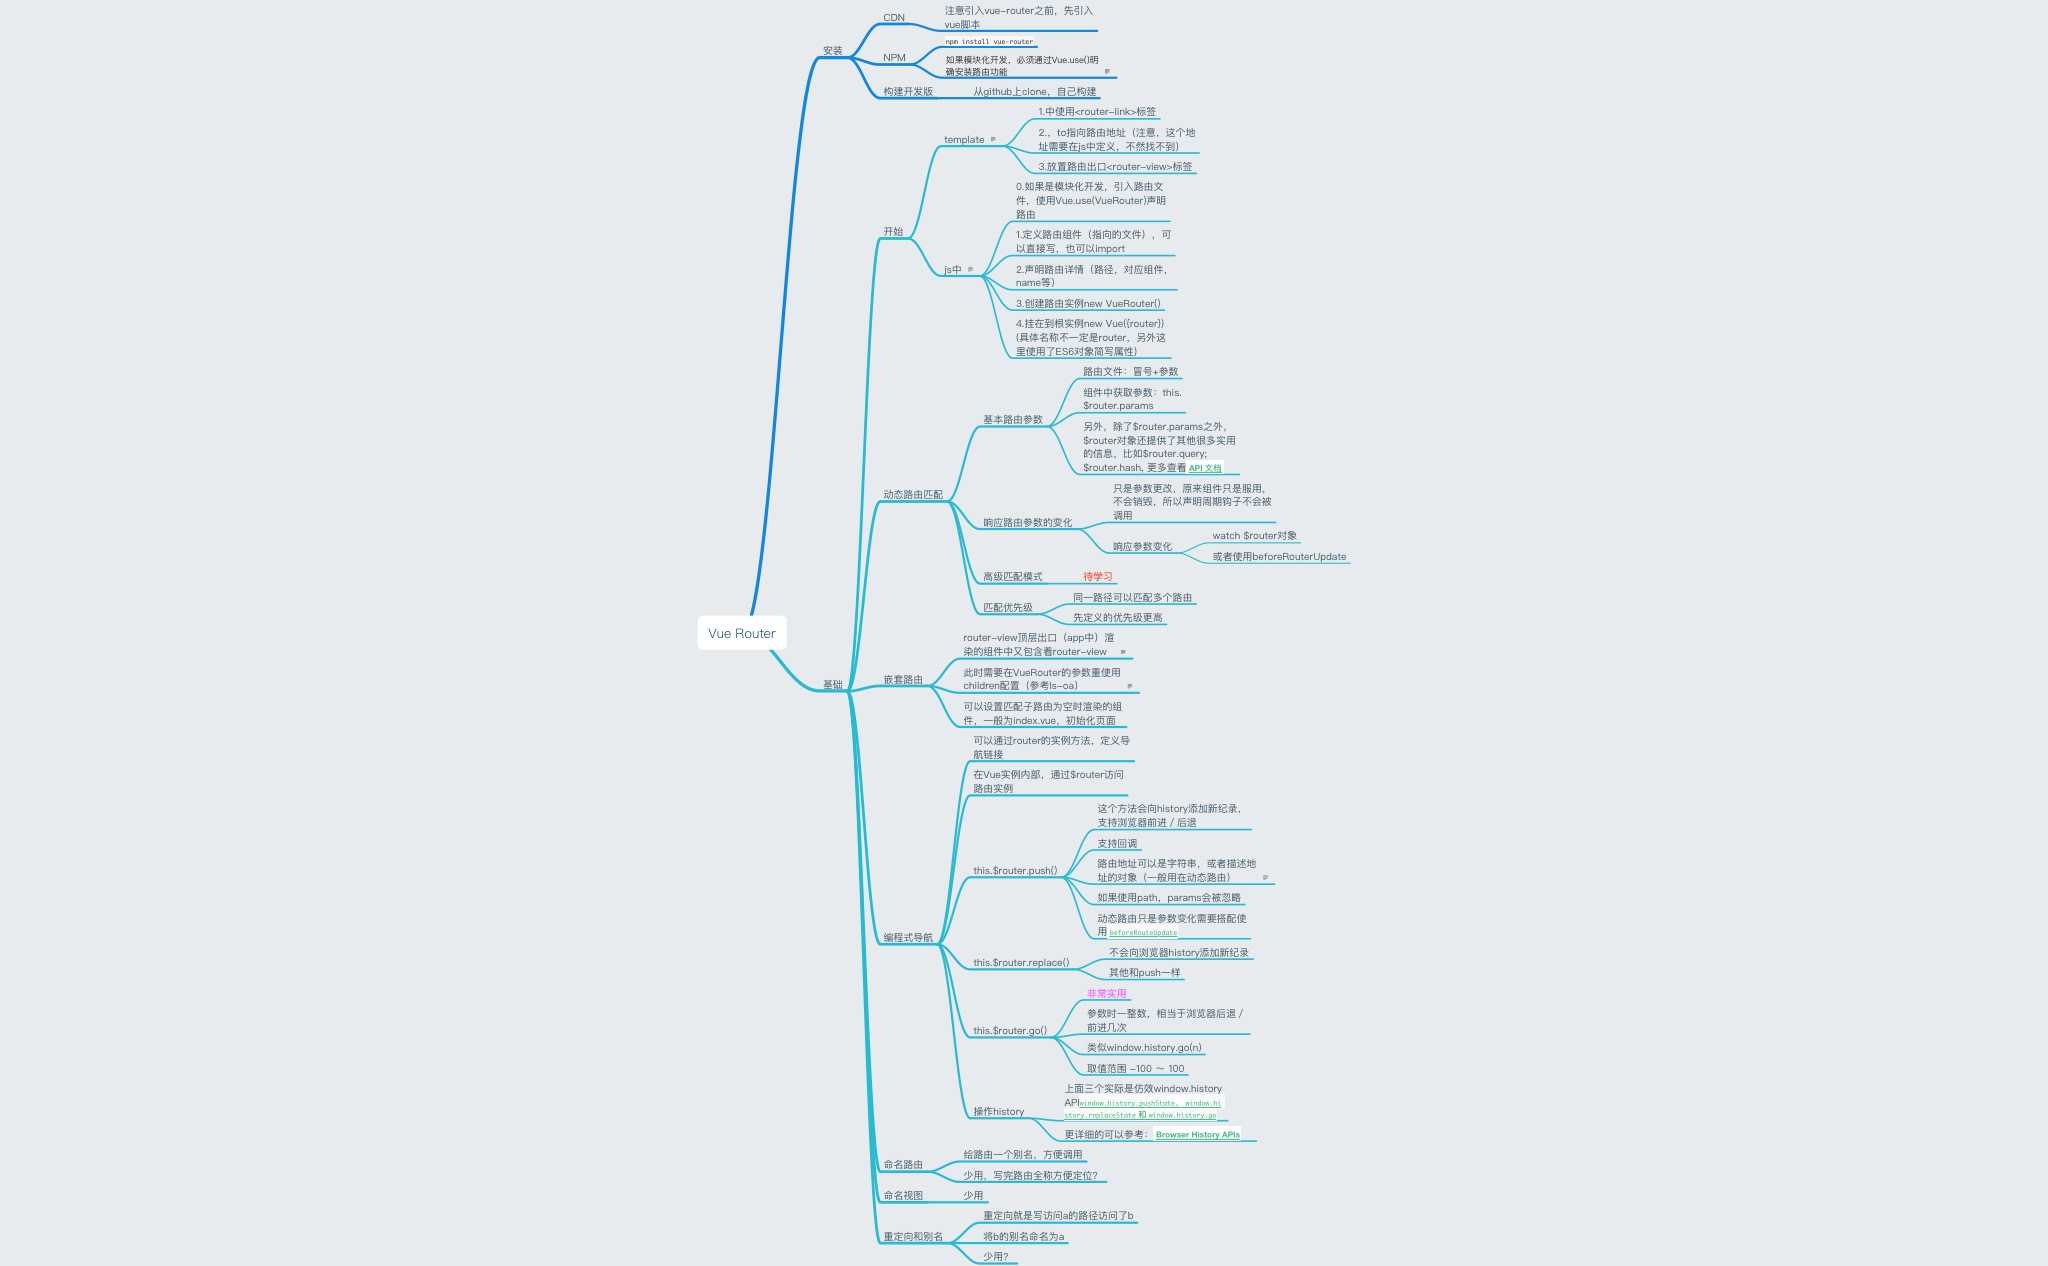 Vue Router
安装
CDN
注意引入vue-router之前，先引入
vue脚本
NPM
npm install vue-router
如果模块化开发，必须通过Vue.use()明
确安装路由功能
构建开发版
从github上clone，自己构建
基础
开始
template
1.中使用<router-link>标签
2.，to指向路由地址（注意，这个地
址需要在js中定义，不然找不到）
3.放置路由出口<router-view>标签
js中
0.如果是模块化开发，引入路由文
件，使用Vue.use(VueRouter)声明
路由
1.定义路由组件（指向的文件），可
以直接写，也可以import
2.声明路由详情（路径，对应组件，
name等）
3.创建路由实例new VueRouter()
4.挂在到根实例new Vue({router})
(具体名称不一定是router，另外这
里使用了ES6对象简写属性)
动态路由匹配
基本路由参数
路由文件：冒号+参数
组件中获取参数：this.
$router.params
另外，除了$router.params之外，
$router对象还提供了其他很多实用
的信息，比如$router.query;
$router.hash, 更多查看 API 文档
响应路由参数的变化
只是参数更改，原来组件只是服用，
不会销毁，所以声明周期钩子不会被
调用
响应参数变化
watch $router对象
或者使用beforeRouterUpdate
高级匹配模式
待学习
匹配优先级
同一路径可以匹配多个路由
先定义的优先级更高
嵌套路由
router-view顶层出口（app中）渲
染的组件中又包含着router-view
此时需要在VueRouter的参数重使用
children配置（参考ls-oa）
可以设置匹配子路由为空时渲染的组
件，一般为index.vue，初始化页面
编程式导航
可以通过router的实例方法，定义导
航链接
在Vue实例内部，通过$router访问
路由实例
this.$router.push()
这个方法会向history添加新纪录，
支持浏览器前进 / 后退
支持回调
路由地址可以是字符串，或者描述地
址的对象（一般用在动态路由）
如果使用path，params会被忽略
动态路由只是参数变化需要搭配使
用 beforeRouteUpdate
this.$router.replace()
不会向浏览器history添加新纪录
其他和push一样
this.$router.go()
非常实用
参数时一整数，相当于浏览器后退 /
前进几次
类似window.history.go(n)
取值范围 -100 ～ 100
操作history
上面三个实际是仿效window.history
APIwindow.history.pushState、 window.hi
story.replaceState 和 window.history.go
更详细的可以参考： Browser History APIs
命名路由
给路由一个别名，方便调用
少用，写完路由全称方便定位？
命名视图
少用
重定向和别名
重定向就是写访问a的路径访问了b
将b的别名命名为a
少用？